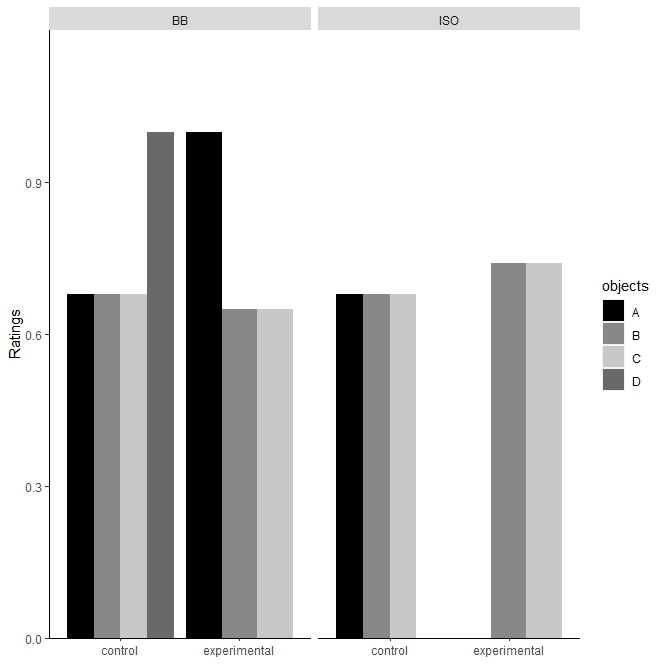 BB ISO
Ratings
0.9
0.6
0.3
0.0
control experimental control experimental
objects
A
B
C
D